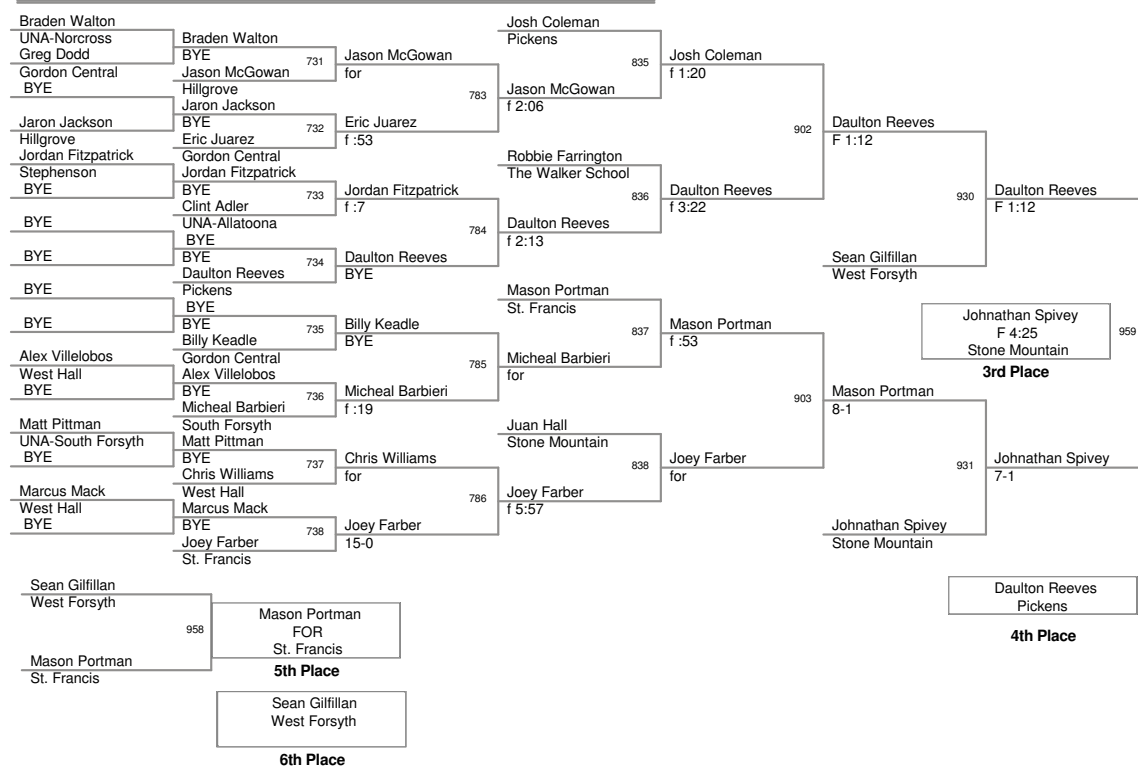 Braden Walton
UNA-Norcross
Greg Dodd
Gordon Central
BYE
Jaron Jackson
Hillgrove
Jordan Fitzpatrick
Stephenson
BYE
BYE
BYE
BYE
BYE
Alex Villelobos
West Hall
BYE
Matt Pittman
UNA-South Forsyth
BYE
Marcus Mack
West Hall
BYE
Braden Walton
BYE
731
Jason McGowan
Hillgrove
Jaron Jackson
BYE
732
Eric Juarez
Gordon Central
Jordan Fitzpatrick
BYE
733
Clint Adler
UNA-Allatoona
BYE
BYE
734
Daulton Reeves
Pickens
BYE
BYE
735
Billy Keadle
Gordon Central
Alex Villelobos
BYE
736
Micheal Barbieri
South Forsyth
Matt Pittman
BYE
737
Chris Williams
West Hall
Marcus Mack
BYE
738
Joey Farber
St. Francis
Jason McGowan
for
783
Eric Juarez
f :53
Jordan Fitzpatrick
f :7
784
Daulton Reeves
BYE
Billy Keadle
BYE
785
Micheal Barbieri
f :19
Chris Williams
for
786
Joey Farber
15-0
Josh Coleman
Pickens
835
Jason McGowan
f 2:06
Robbie Farrington
The Walker School
836
Daulton Reeves
f 2:13
Mason Portman
St. Francis
837
Micheal Barbieri
for
Juan Hall
Stone Mountain
838
Joey Farber
f 5:57
Josh Coleman
f 1:20
902
Daulton Reeves
f 3:22
Mason Portman
f :53
903
Joey Farber
for
Daulton Reeves
F 1:12
930
Sean Gilfillan
West Forsyth
Mason Portman
8-1
931
Johnathan Spivey
Stone Mountain
Daulton Reeves
F 1:12
Johnathan Spivey
F 4:25
Stone Mountain
959
3rd Place
Johnathan Spivey
7-1
Daulton Reeves
Pickens
4th Place
Sean Gilfillan
West Forsyth
958
Mason Portman
St. Francis
Mason Portman
FOR
St. Francis
5th Place
Sean Gilfillan
West Forsyth
6th Place